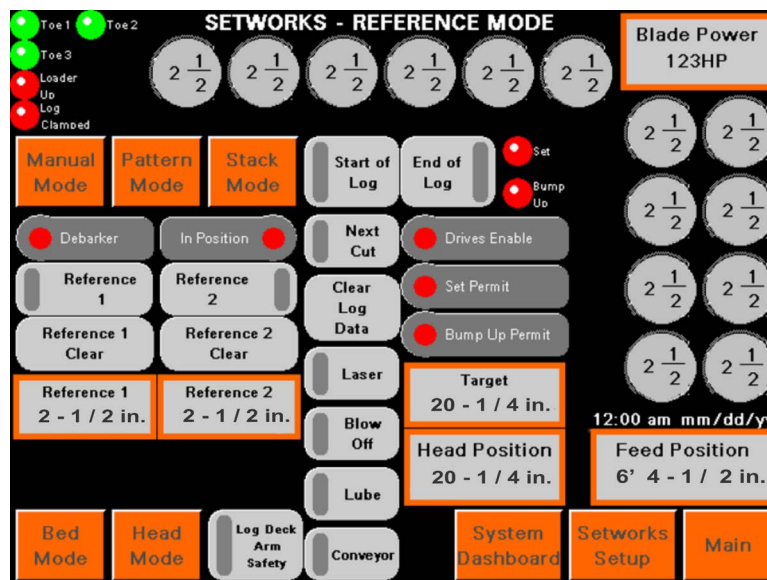 Toe 1
Toe 2
SETWORKS - REFERENCE MODE
Blade Power
123HP
Toe 3
Loader
Up
Log
Clamped
2 1/2 2 1/2 2 1/2 2 1/2 2 1/2 2 1/2
2 1/2 2 1/2
Manual
Mode
Pattern
Mode
Stack
Mode
Start of
Log
End of
Log
Set
Bump
Up
2 1/2 2 1/2
Debarker
In Position
Next
Cut
Drives Enable
Reference
1
Reference
2
Clear
Log
Data
Set Permit
2 1/2 2 1/2
Reference 1
Clear
Reference 2
Clear
Bump Up Permit
Laser
2 1/2 2 1/2
Reference 1
2 - 1 / 2 in.
Reference 2
2 - 1 / 2 in.
Target
20 - 1 / 4 in.
Blow
Off
12:00 am mm/dd/y
Head Position
20 - 1 / 4 in.
Feed Position
6' 4 - 1 / 2 in.
Lube
Bed
Mode
Head
Mode
Log Deck
Arm
Safety
Conveyor
System
Dashboard
Setworks
Setup
Main